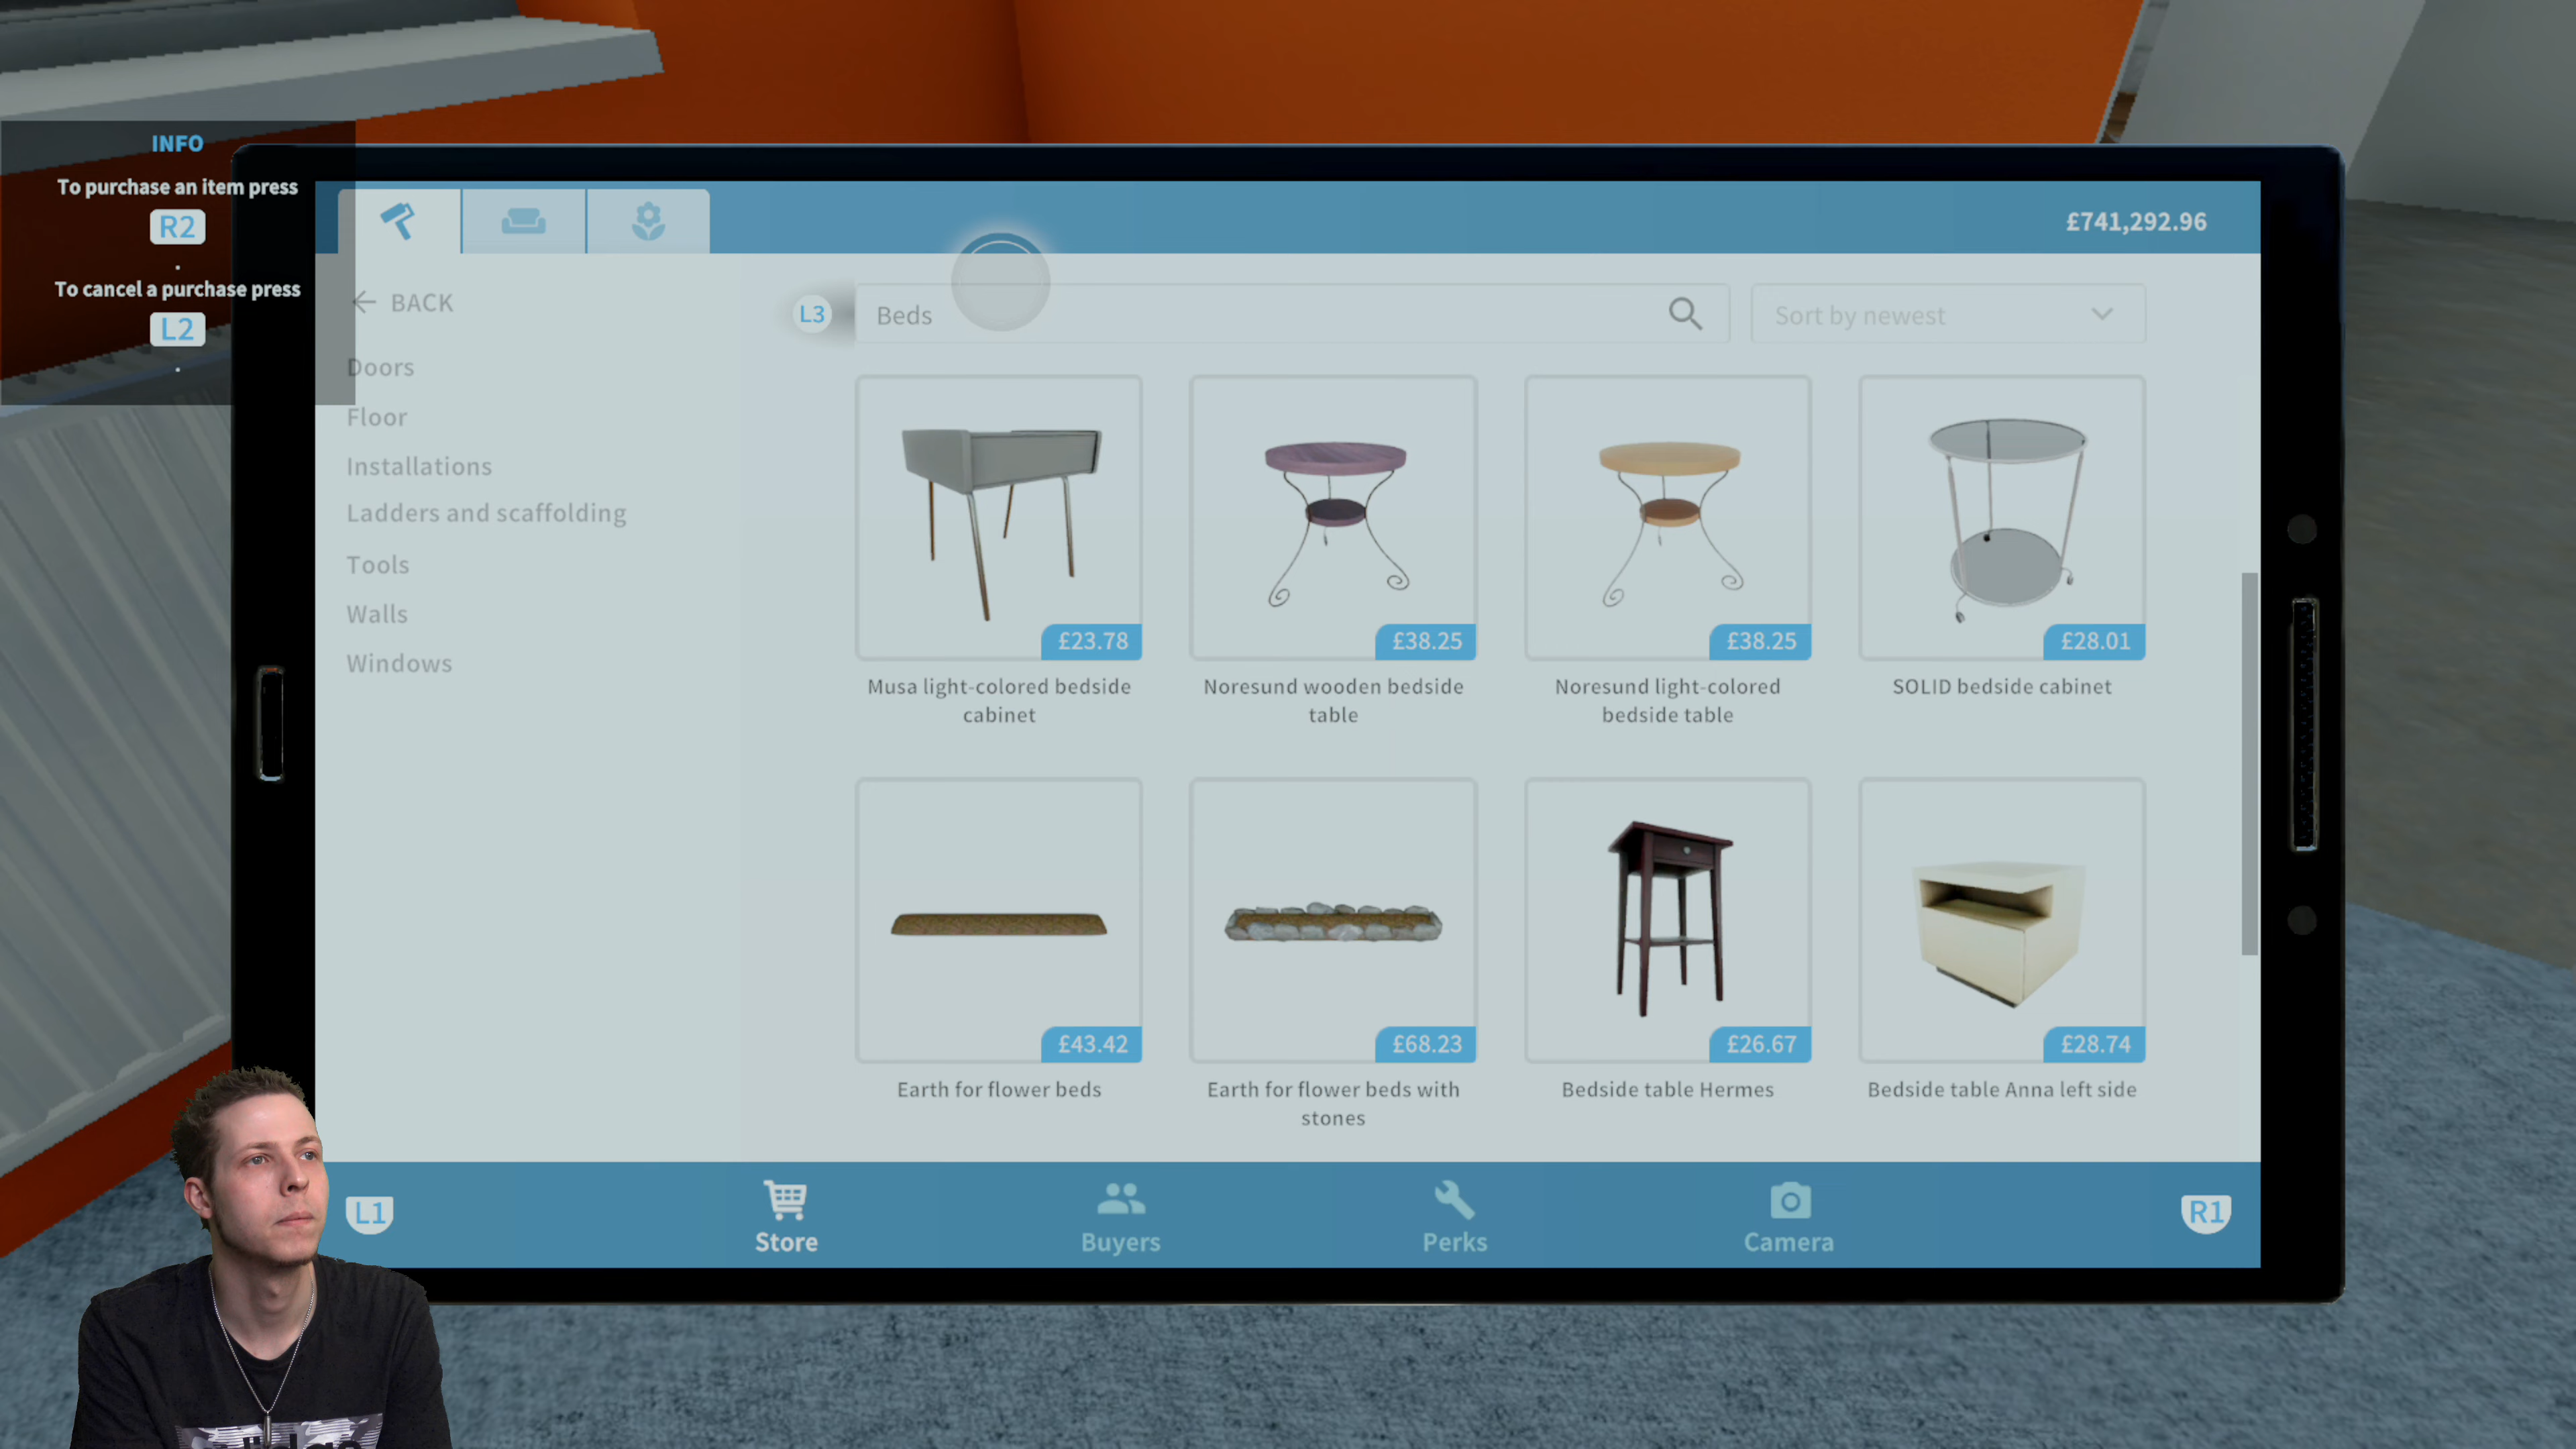 INFO
To purchase an item press
R2
.
To cancel a purchase press
L2
.
£741,292.96
BACK
Doors
Floor
Installations
Ladders and scaffolding
Tools
Walls
Windows
L3
Beds
Sort by newest
£23.78
£38.25
£38.25
£28.01
Musa light-colored bedside
cabinet
Noresund wooden bedside
table
Noresund light-colored
bedside table
SOLID bedside cabinet
£43.42
£68.23
£26.67
£28.74
Earth for flower beds
Earth for flower beds with
stones
Bedside table Hermes
Bedside table Anna left side
L1
Store
Buyers
Perks
Camera
R1